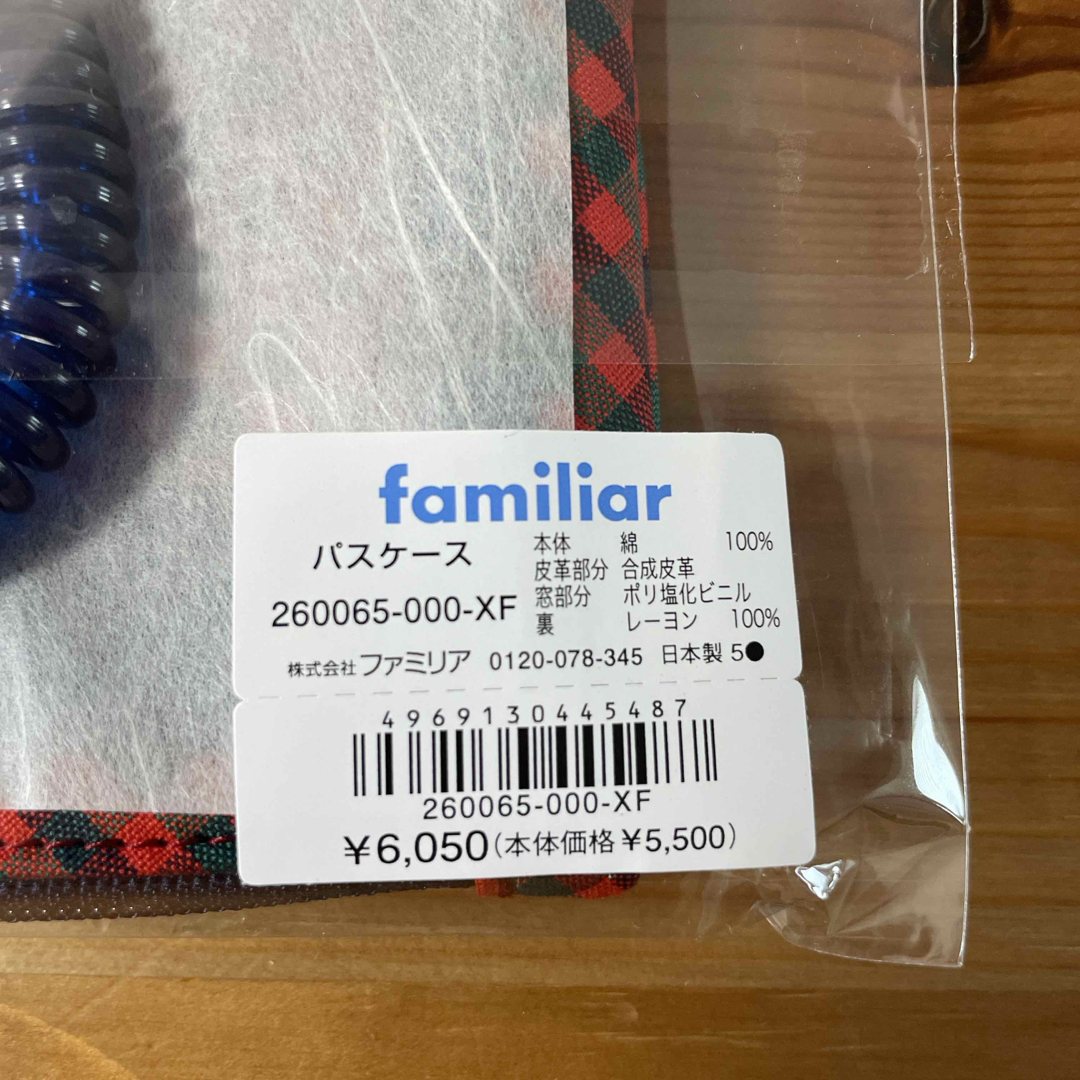 familiar
パスケース
260065-000-XF
本体 綿 100%
皮革部分 合成皮革
窓部分 ポリ塩化ビニル
裏 レーヨン 100%
株式会社ファミリア 0120-078-345 日本製 5●
4969130445487
260065-000-XF
¥6,050(本体価格¥5,500)